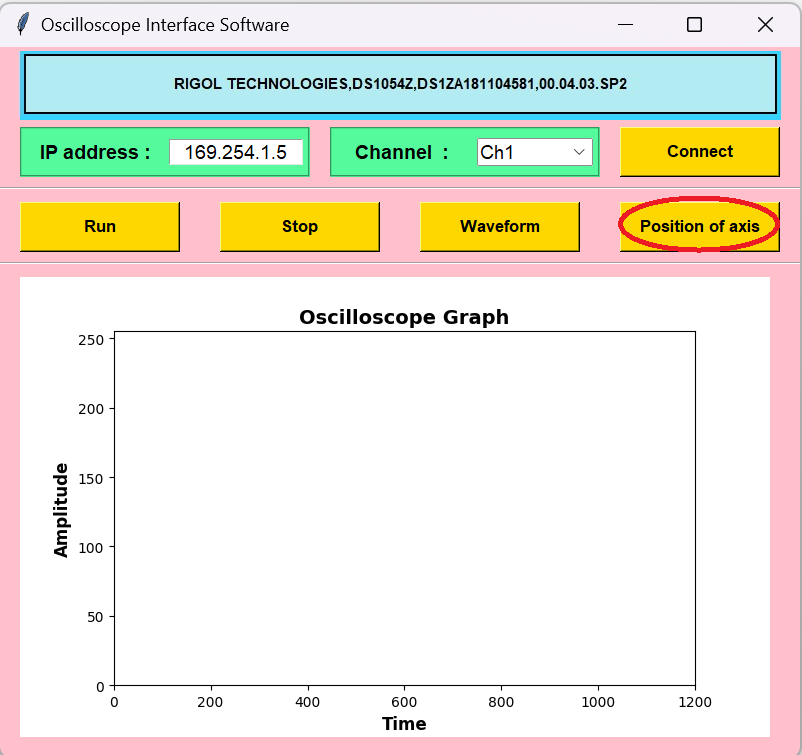 Oscilloscope Interface Software
RIGOL TECHNOLOGIES,DS1054Z,DS1ZA181104581,00.04.03.SP2
IP address : 169.254.1.5 Channel : Ch1 Connect
Run Stop Waveform Position of axis
Oscilloscope Graph
250
200
150
100
50
0
Amplitude
0 200 400 600 800 1000 1200
Time